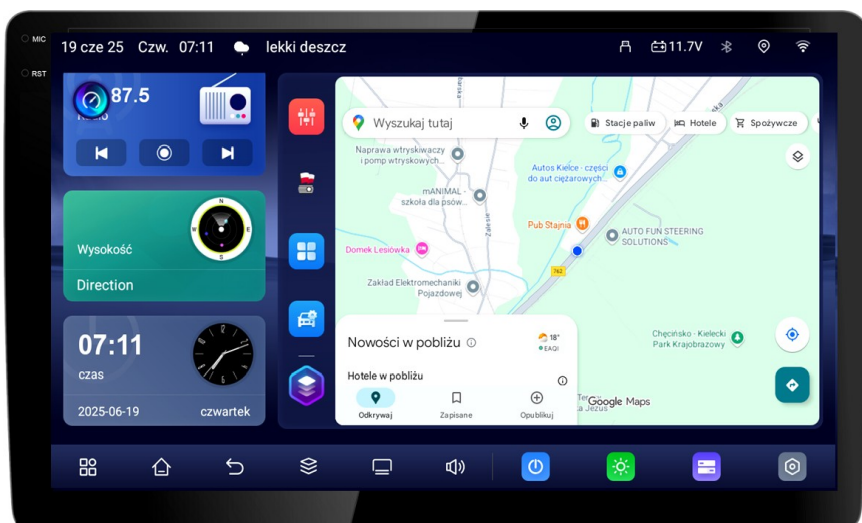 MIC
RST
19 cze 25 Czw. 07:11 lekki deszcz 11.7V
87.5
Radio
Wysokość
Direction
N
E
S
W
07:11
czas
2025-06-19 czwartek
Wyszukaj tutaj
Stacje paliw
Hotele
Spożywcze
Naprawa wtryskiwaczy
i pomp wtryskowych...
mANIMAL -
szkoła dla psów...
Zalesie
Autos Kielce - części
do aut ciężarowych...
Pub Stajnia
AUTO FUN STEERING
SOLUTIONS
Domek Lesiówka
762
Zakład Elektromechaniki
Pojazdowej
Chęcińsko - Kielecki
Park Krajobrazowy
Nowości w pobliżu
18°
EAQI
Hotele w pobliżu
Odkrywaj
Zapisane
Opublikuj
Google Maps